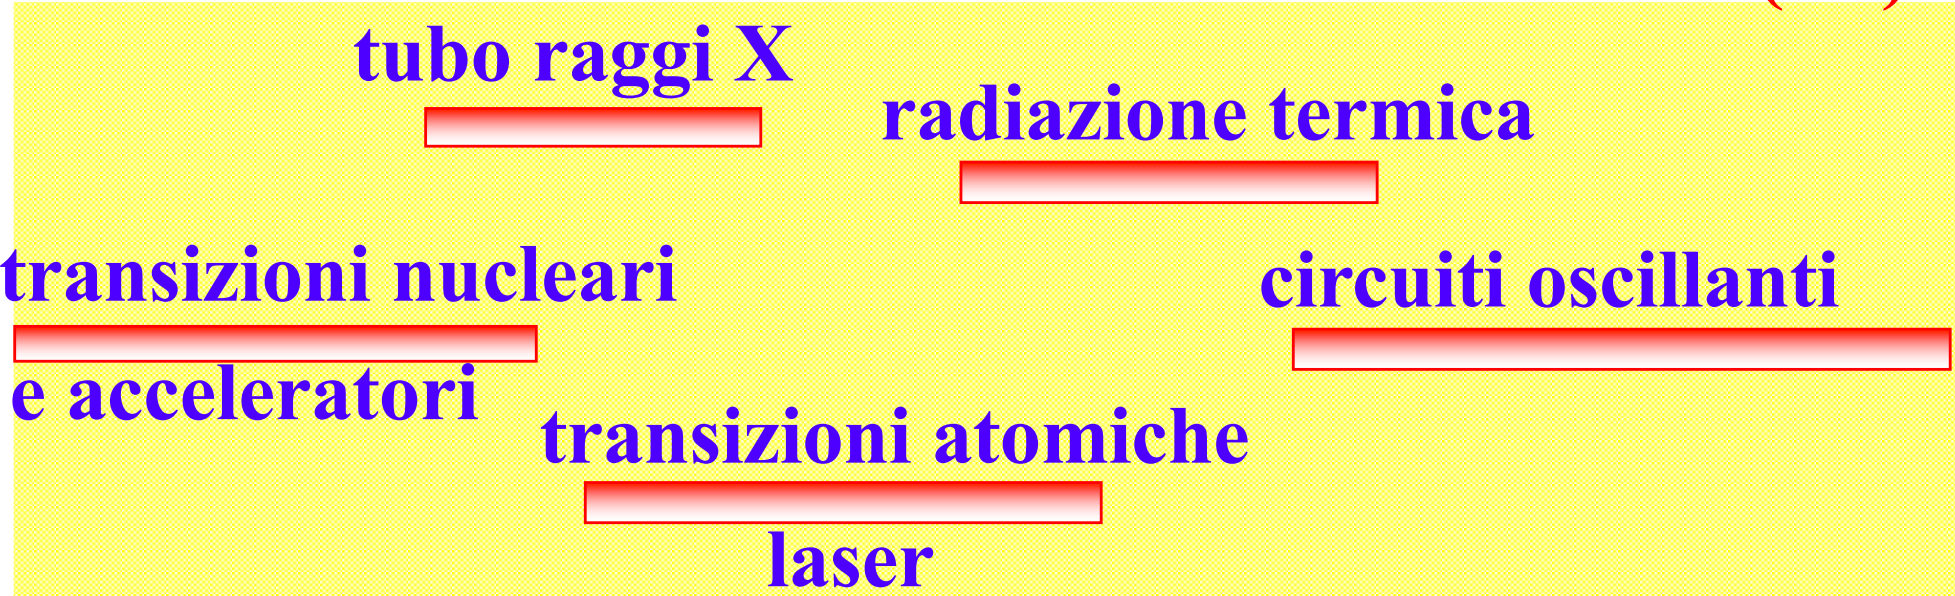 tubo raggi X
radiazione termica
transizioni nucleari
e acceleratori
circuiti oscillanti
transizioni atomiche
laser